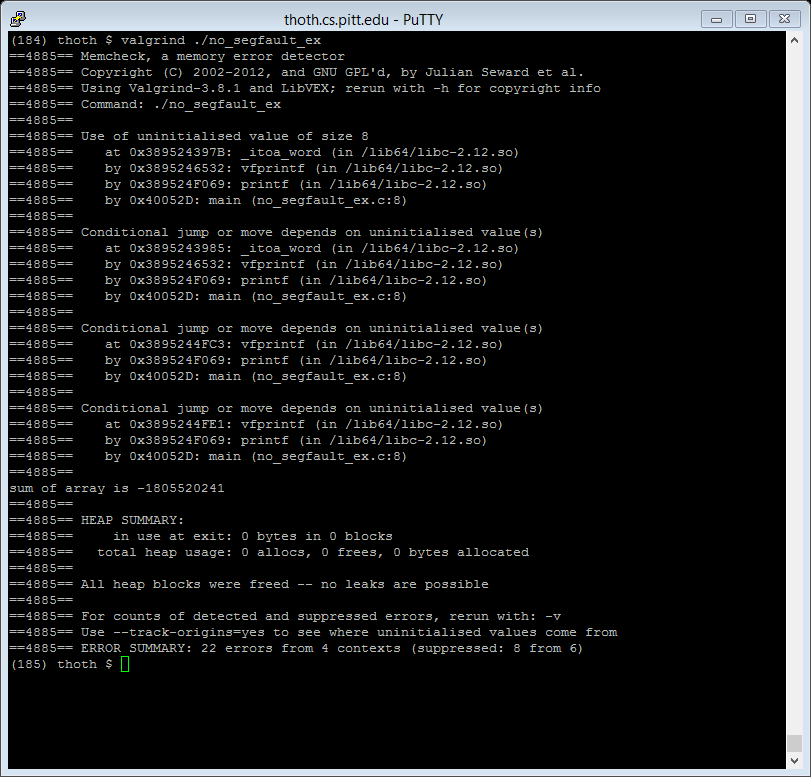 thoth.cs.pitt.edu - PuTTY
(184) thoth $ valgrind ./no_segfault_ex
==4885== Memcheck, a memory error detector
==4885== Copyright (C) 2002-2012, and GNU GPL'd, by Julian Seward et al.
==4885== Using Valgrind-3.8.1 and LibVEX; rerun with -h for copyright info
==4885== Command: ./no_segfault_ex
==4885==
==4885== Use of uninitialised value of size 8
==4885==    at 0x389524397B: _itoa_word (in /lib64/libc-2.12.so)
==4885==    by 0x3895246532: vfprintf (in /lib64/libc-2.12.so)
==4885==    by 0x389524F069: printf (in /lib64/libc-2.12.so)
==4885==    by 0x40052D: main (no_segfault_ex.c:8)
==4885==
==4885== Conditional jump or move depends on uninitialised value(s)
==4885==    at 0x3895243985: _itoa_word (in /lib64/libc-2.12.so)
==4885==    by 0x3895246532: vfprintf (in /lib64/libc-2.12.so)
==4885==    by 0x389524F069: printf (in /lib64/libc-2.12.so)
==4885==    by 0x40052D: main (no_segfault_ex.c:8)
==4885==
==4885== Conditional jump or move depends on uninitialised value(s)
==4885==    at 0x3895244FC3: vfprintf (in /lib64/libc-2.12.so)
==4885==    by 0x389524F069: printf (in /lib64/libc-2.12.so)
==4885==    by 0x40052D: main (no_segfault_ex.c:8)
==4885==
==4885== Conditional jump or move depends on uninitialised value(s)
==4885==    at 0x3895244FE1: vfprintf (in /lib64/libc-2.12.so)
==4885==    by 0x389524F069: printf (in /lib64/libc-2.12.so)
==4885==    by 0x40052D: main (no_segfault_ex.c:8)
==4885==
sum of array is -1805520241
==4885==
==4885== HEAP SUMMARY:
==4885==     in use at exit: 0 bytes in 0 blocks
==4885==   total heap usage: 0 allocs, 0 frees, 0 bytes allocated
==4885==
==4885== All heap blocks were freed -- no leaks are possible
==4885==
==4885== For counts of detected and suppressed errors, rerun with: -v
==4885== Use --track-origins=yes to see where uninitialised values come from
==4885== ERROR SUMMARY: 22 errors from 4 contexts (suppressed: 8 from 6)
(185) thoth $